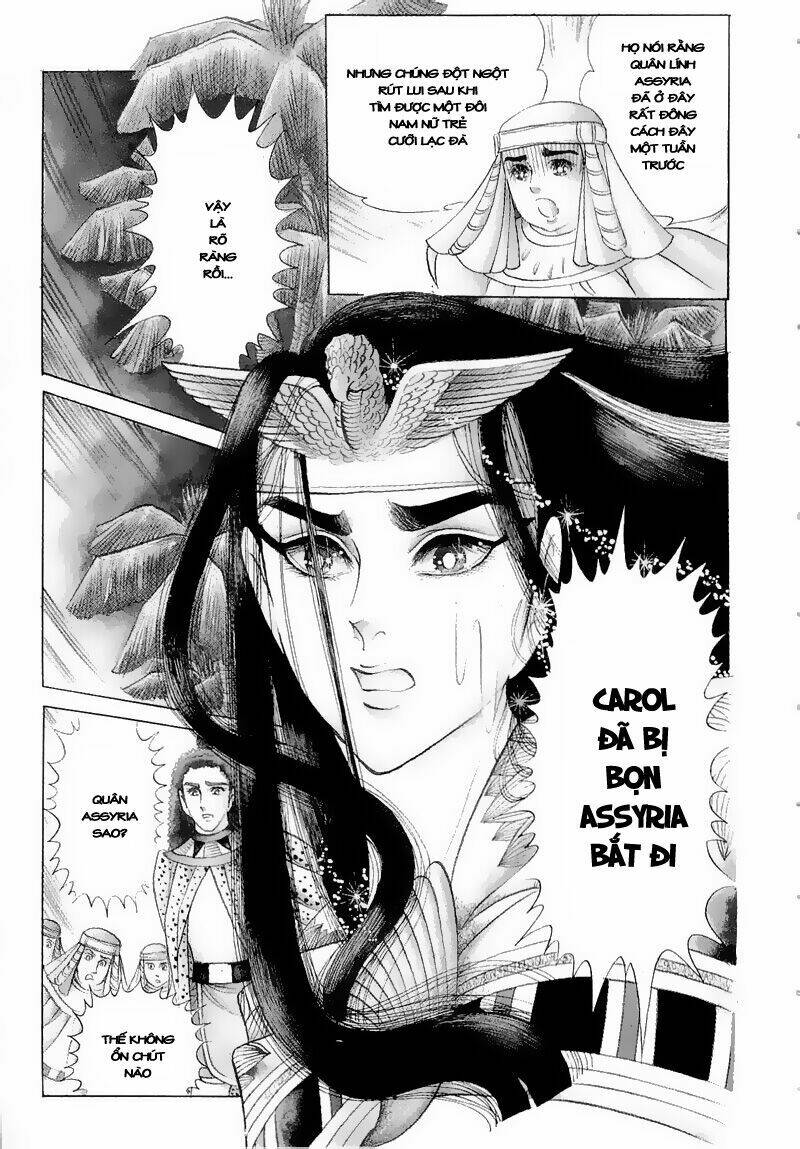 HỌ NÓI RẰNG
QUÂN LÍNH
ASSYRIA
ĐÃ Ở ĐÂY
RẤT ĐÔNG
CÁCH ĐÂY
MỘT TUẦN
TRƯỚC
NHƯNG CHÚNG ĐỘT NGỘT
RÚT LUI SAU KHI
TÌM ĐƯỢC MỘT ĐÔI
NAM NỮ TRẺ
CƯỠI LẠC ĐÀ
VẬY
LÀ
RÕ
RÀNG
RỒI...
CAROL
ĐÃ BỊ
BỌN
ASSYRIA
BẮT ĐI
QUÂN
ASSYRIA
SAO?
THẾ KHÔNG
ỔN CHÚT
NÀO